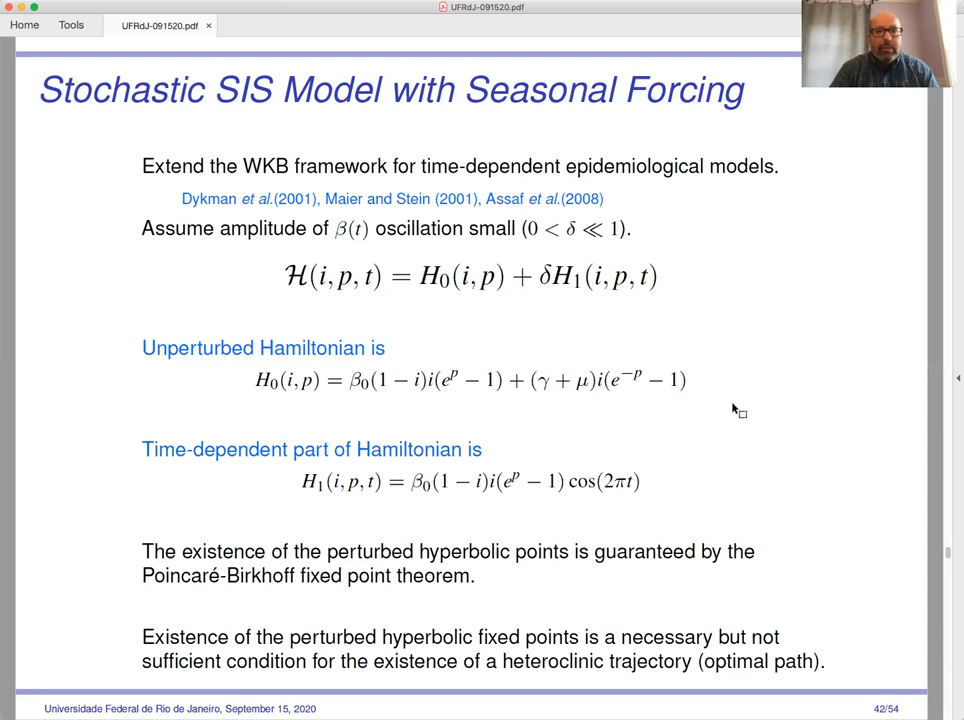 UFRdJ-091520.pdf
Home Tools UFRdJ-091520.pdf ×
Stochastic SIS Model with Seasonal Forcing
Extend the WKB framework for time-dependent epidemiological models.
Dykman et al.(2001), Maier and Stein (2001), Assaf et al.(2008)
Assume amplitude of β(t) oscillation small (0 < δ ≪ 1).
ℋ(i, p, t) = H₀(i, p) + δH₁(i, p, t)
Unperturbed Hamiltonian is
H₀(i, p) = β₀(1 − i)i(eᵖ − 1) + (γ + μ)i(e⁻ᵖ − 1)
Time-dependent part of Hamiltonian is
H₁(i, p, t) = β₀(1 − i)i(eᵖ − 1) cos(2πt)
The existence of the perturbed hyperbolic points is guaranteed by the
Poincaré-Birkhoff fixed point theorem.
Existence of the perturbed hyperbolic fixed points is a necessary but not
sufficient condition for the existence of a heteroclinic trajectory (optimal path).
Universidade Federal de Rio de Janeiro, September 15, 2020 42/54